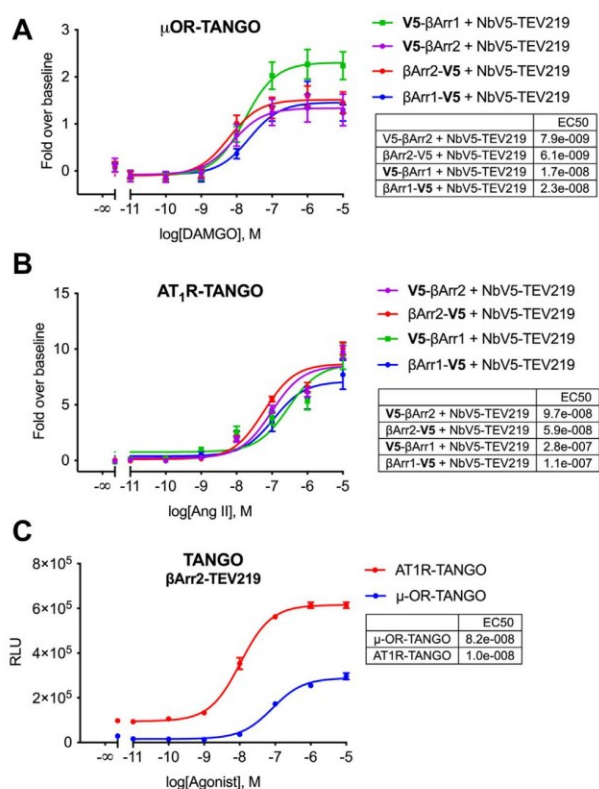 A
μOR-TANGO
Fold over baseline
3
2
1
0
-∞
-11
-10
-9
-8
-7
-6
-5
log[DAMGO], M
V5-βArr1 + NbV5-TEV219
V5-βArr2 + NbV5-TEV219
βArr2-V5 + NbV5-TEV219
βArr1-V5 + NbV5-TEV219
EC50
V5-βArr2 + NbV5-TEV219 7.9e-009
βArr2-V5 + NbV5-TEV219 6.1e-009
V5-βArr1 + NbV5-TEV219 1.7e-008
βArr1-V5 + NbV5-TEV219 2.3e-008
B
AT1R-TANGO
Fold over baseline
15
10
5
0
-∞
-11
-10
-9
-8
-7
-6
-5
log[Ang II], M
V5-βArr2 + NbV5-TEV219
βArr2-V5 + NbV5-TEV219
V5-βArr1 + NbV5-TEV219
βArr1-V5 + NbV5-TEV219
EC50
V5-βArr2 + NbV5-TEV219 9.7e-008
βArr2-V5 + NbV5-TEV219 5.9e-008
V5-βArr1 + NbV5-TEV219 2.8e-007
βArr1-V5 + NbV5-TEV219 1.1e-007
C
TANGO
βArr2-TEV219
RLU
8×10⁵
6×10⁵
4×10⁵
2×10⁵
0
-∞
-11
-10
-9
-8
-7
-6
-5
log[Agonist], M
AT1R-TANGO
μ-OR-TANGO
EC50
μ-OR-TANGO 8.2e-008
AT1R-TANGO 1.0e-008